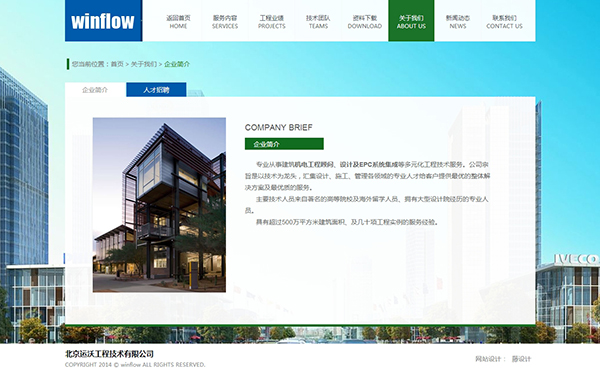 winflow
返回首页 服务内容 工程业绩 技术团队 资料下载 关于我们 新闻动态 联系我们
HOME SERVICES PROJECTS TEAMS DOWNLOAD ABOUT US NEWS CONTACT US
您当前位置：首页 > 关于我们 > 企业简介
企业简介 人才招聘
COMPANY BRIEF
企业简介
专业从事建筑机电工程顾问、设计及EPC系统集成等多元化工程技术服务。公司宗
旨是以技术为龙头，汇集设计、施工、管理各领域的专业人才给客户提供最优的整体解
决方案及最优质的服务。
主要技术人员来自著名的高等院校及海外留学人员，拥有大型设计院经历的专业人
员。
具有超过500万平方米建筑面积，及几十项工程实例的服务经验。
IVECO
北京运沃工程技术有限公司
COPYRIGHT 2014 © winflow ALL RIGHTS RESERVED.
网站设计： 藤设计